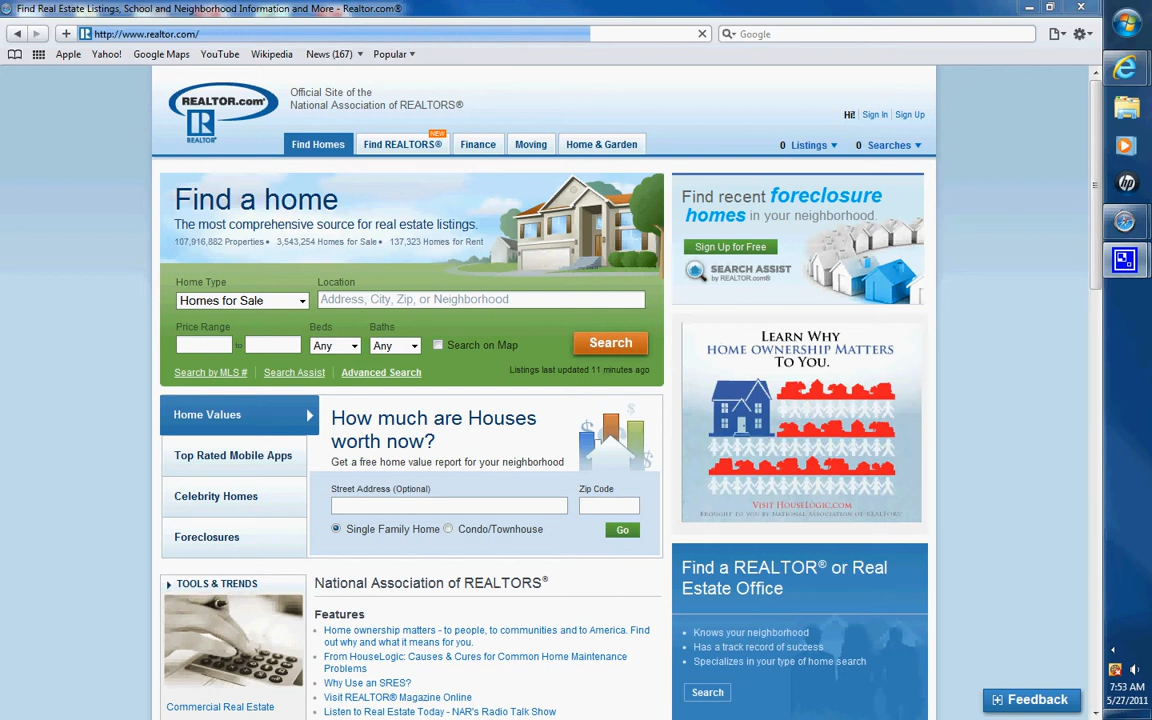 Find Real Estate Listings, School and Neighborhood Information and More - Realtor.com®
http://www.realtor.com/
Google
Apple Yahoo! Google Maps YouTube Wikipedia News (167) Popular
REALTOR.com®
R
REALTOR®
Official Site of the
National Association of REALTORS®
Hi! Sign In Sign Up
NEW
Find Homes Find REALTORS® Finance Moving Home & Garden
0 Listings 0 Searches
Find a home
The most comprehensive source for real estate listings.
107,916,882 Properties 3,543,254 Homes for Sale 137,323 Homes for Rent
Home Type Location
Homes for Sale Address, City, Zip, or Neighborhood
Price Range Beds Baths
to Any Any Search on Map Search
Search by MLS # Search Assist Advanced Search Listings last updated 11 minutes ago
Find recent foreclosure
homes in your neighborhood.
Sign Up for Free
SEARCH ASSIST
by REALTOR.com®
LEARN WHY
HOME OWNERSHIP MATTERS
TO YOU.
VISIT HOUSELOGIC.COM
BROUGHT TO YOU BY NATIONAL ASSOCIATION OF REALTORS®
Home Values
Top Rated Mobile Apps
Celebrity Homes
Foreclosures
How much are Houses
worth now?
Get a free home value report for your neighborhood
Street Address (Optional) Zip Code
Single Family Home Condo/Townhouse Go
TOOLS & TRENDS
Commercial Real Estate
National Association of REALTORS®
Features
Home ownership matters - to people, to communities and to America. Find
out why and what it means for you.
From HouseLogic: Causes & Cures for Common Home Maintenance
Problems
Why Use an SRES?
Visit REALTOR® Magazine Online
Listen to Real Estate Today - NAR's Radio Talk Show
Find a REALTOR® or Real
Estate Office
Knows your neighborhood
Has a track record of success
Specializes in your type of home search
Search
Feedback
hp
7:53 AM
5/27/2011